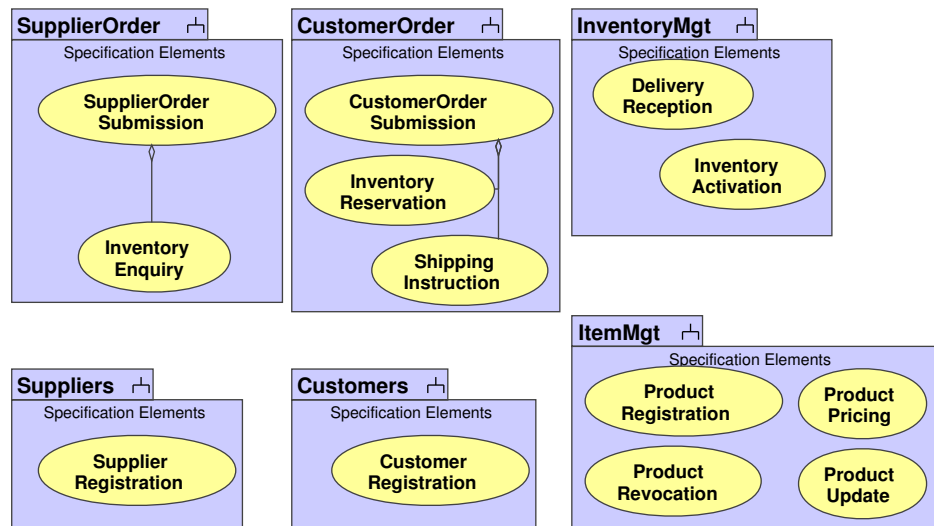 SupplierOrder
Specification Elements
SupplierOrder
Submission
Inventory
Enquiry
CustomerOrder
Specification Elements
CustomerOrder
Submission
Inventory
Reservation
Shipping
Instruction
InventoryMgt
Specification Elements
Delivery
Reception
Inventory
Activation
Suppliers
Specification Elements
Supplier
Registration
Customers
Specification Elements
Customer
Registration
ItemMgt
Specification Elements
Product
Registration
Product
Pricing
Product
Revocation
Product
Update